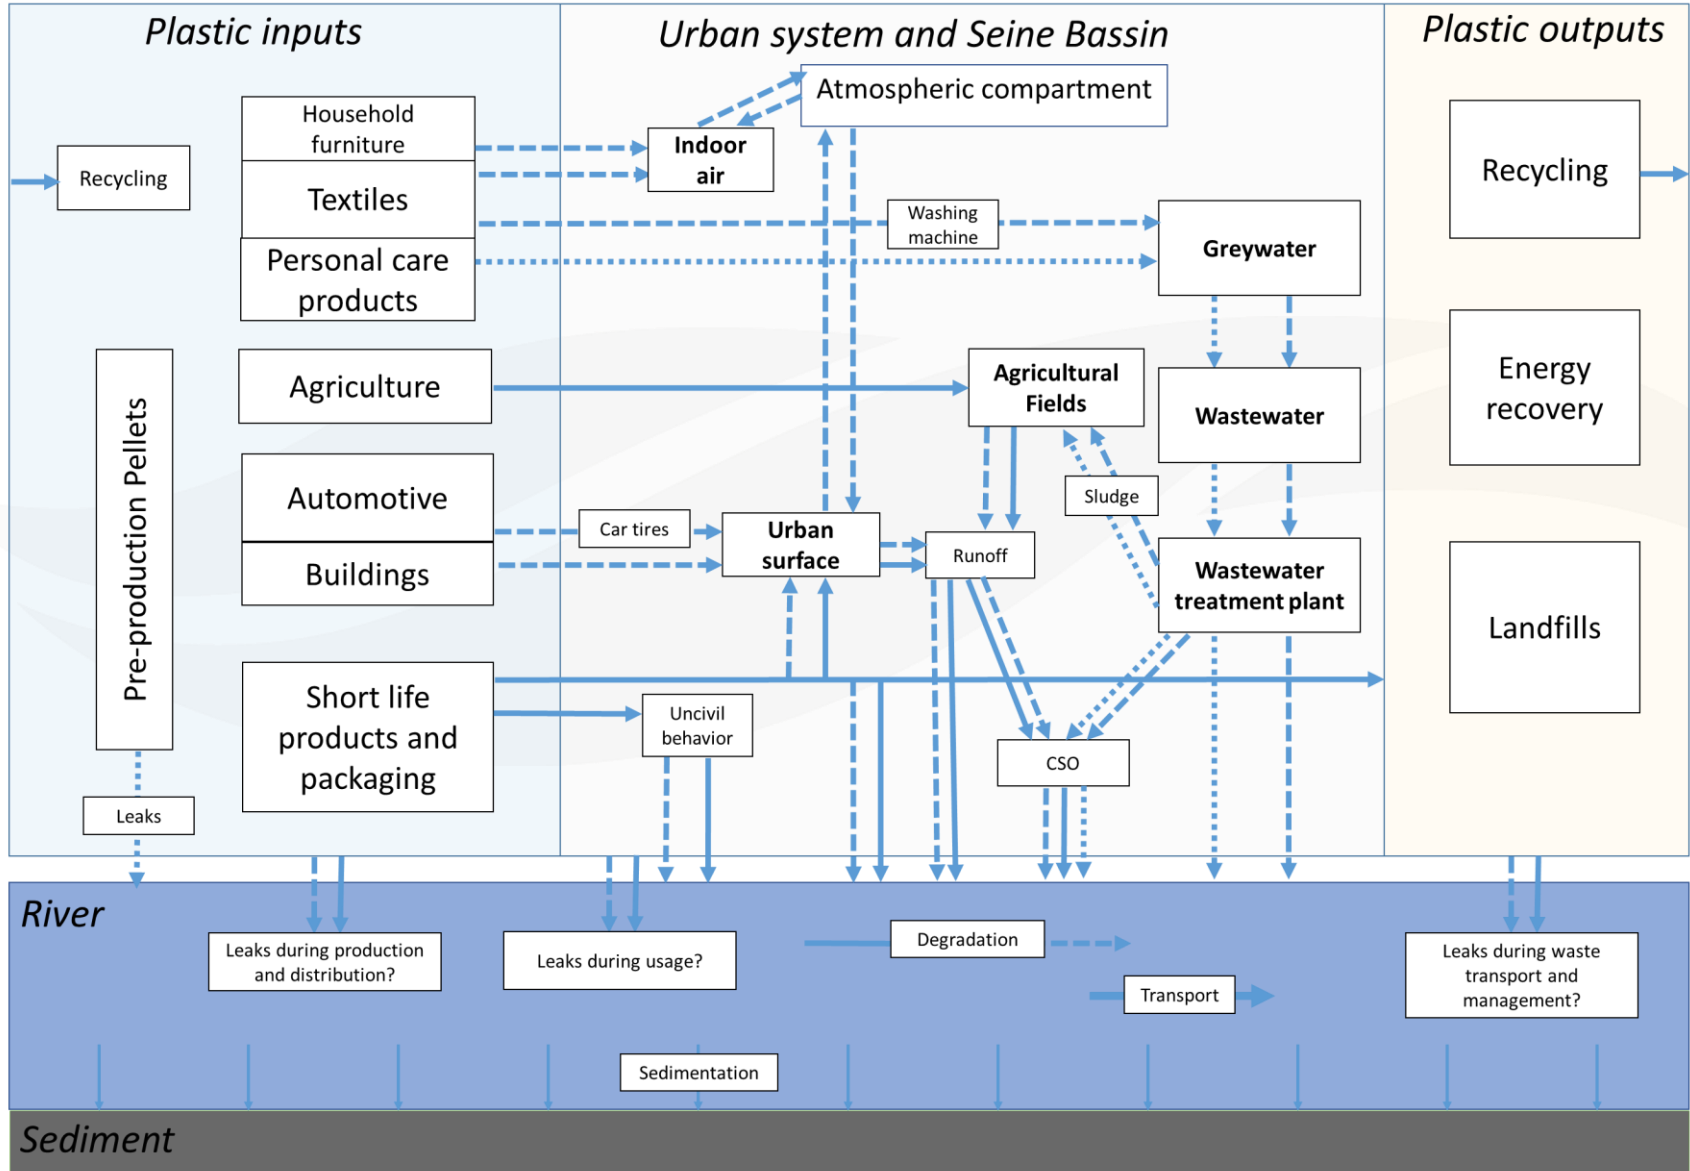 Plastic inputs
Urban system and Seine Bassin
Plastic outputs
Atmospheric compartment
Household
furniture
Indoor
air
Recycling
Textiles
Recycling
Washing
machine
Personal care
products
Greywater
Agriculture
Agricultural
Fields
Energy
recovery
Wastewater
Pre-production Pellets
Automotive
Sludge
Car tires
Urban
surface
Runoff
Buildings
Wastewater
treatment plant
Landfills
Short life
products and
packaging
Uncivil
behavior
CSO
Leaks
River
Leaks during production
and distribution?
Leaks during usage?
Degradation
Transport
Leaks during waste
transport and
management?
Sedimentation
Sediment